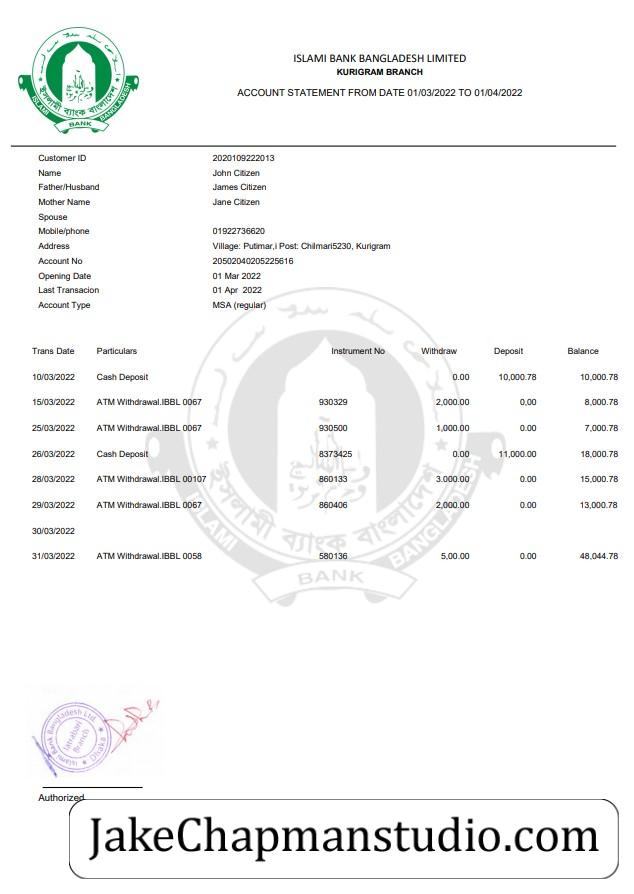 ISLAMI BANK BANGLADESH LIMITED
KURIGRAM BRANCH
ACCOUNT STATEMENT FROM DATE 01/03/2022 TO 01/04/2022
ইসলামী ব্যাংক বাংলাদেশ
ISLAMI BANK BANGLADESH
Customer ID 2020109222013
Name John Citizen
Father/Husband James Citizen
Mother Name Jane Citizen
Spouse
Mobile/phone 01922736620
Address Village: Putimar,i Post: Chilmari5230, Kurigram
Account No 20502040205225616
Opening Date 01 Mar 2022
Last Transacion 01 Apr 2022
Account Type MSA (regular)
Trans Date Particulars Instrument No Withdraw Deposit Balance
10/03/2022 Cash Deposit 0.00 10,000.78 10,000.78
15/03/2022 ATM Withdrawal.IBBL 0067 930329 2,000.00 0,00 8,000.78
25/03/2022 ATM Withdrawal.IBBL 0067 930500 1,000.00 0.00 7,000.78
26/03/2022 Cash Deposit 8373425 0.00 11,000.00 18,000.78
28/03/2022 ATM Withdrawal.IBBL 00107 860133 3.000.00 0.00 15,000.78
29/03/2022 ATM Withdrawal.IBBL 0067 860406 2,000.00 0.00 13,000.78
30/03/2022
31/03/2022 ATM Withdrawal.IBBL 0058 580136 5,00.00 0.00 48,044.78
ইসলামী ব্যাংক বাংলাদেশ
ISLAMI BANK BANGLADESH
Islami Bank Bangladesh Ltd.
Jatrabari
Branch
Dhaka
Authorized
JakeChapmanstudio.com